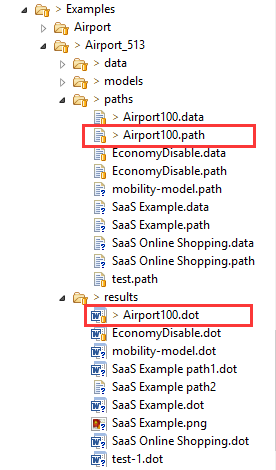 > Examples
> Airport
> Airport_513
> data
> models
> paths
> Airport100.data
> Airport100.path
EconomyDisable.data
EconomyDisable.path
mobility-model.path
SaaS Example.data
SaaS Example.path
SaaS Online Shopping.data
SaaS Online Shopping.path
test.path
> results
> Airport100.dot
EconomyDisable.dot
mobility-model.dot
SaaS Example path1.dot
SaaS Example path2
SaaS Example.dot
SaaS Example.png
SaaS Online Shopping.dot
test-1.dot